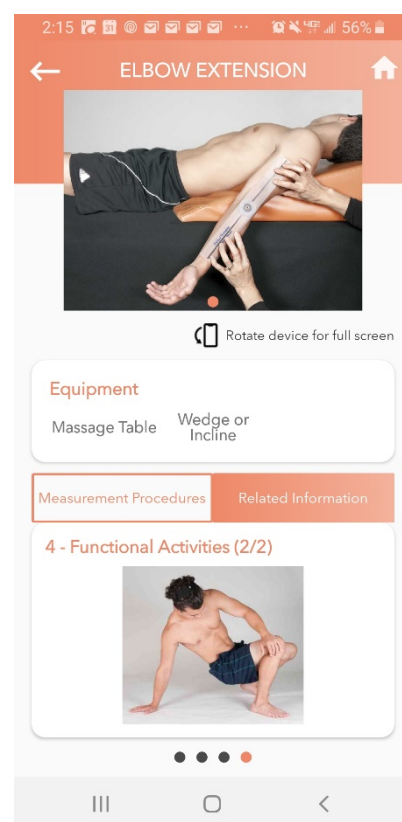 2:15 31 ... 56%
ELBOW EXTENSION
Rotate device for full screen
Equipment
Massage Table
Wedge or
Incline
Measurement Procedures
Related Information
4 - Functional Activities (2/2)